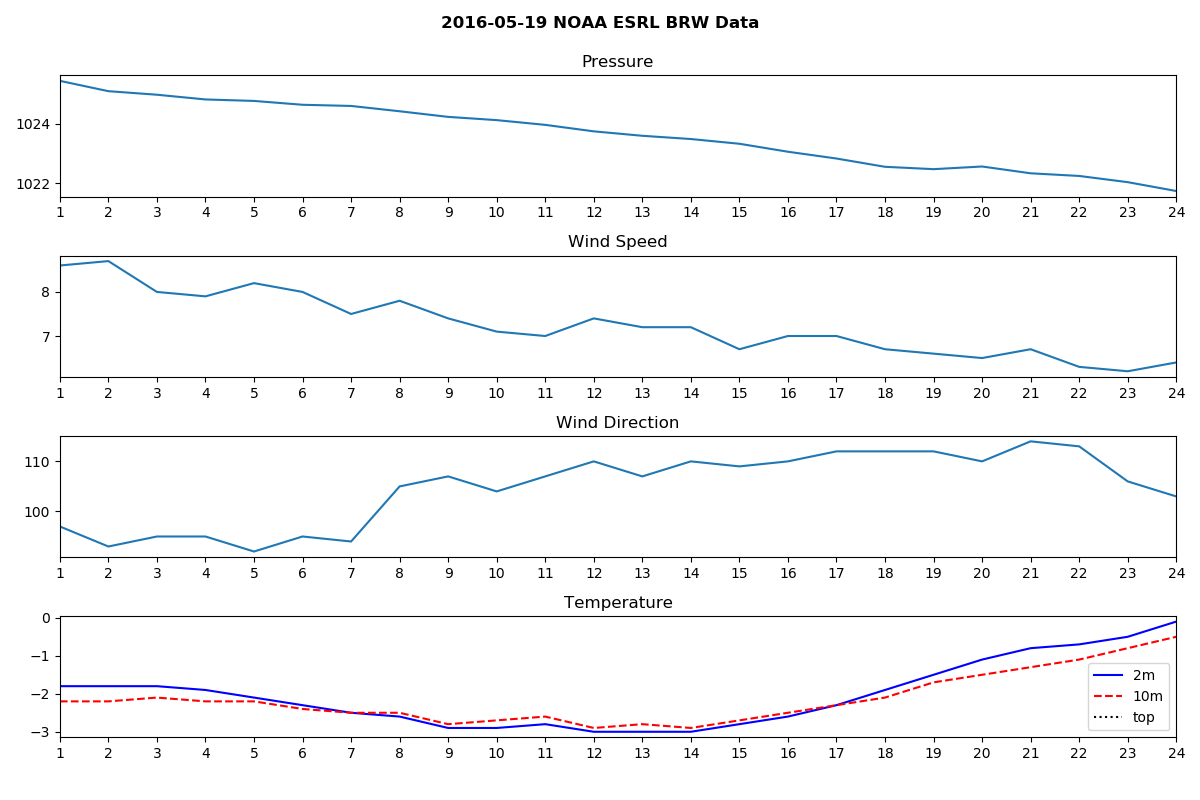 2016-05-19 NOAA ESRL BRW Data
Pressure
1024
1022
1 2 3 4 5 6 7 8 9 10 11 12 13 14 15 16 17 18 19 20 21 22 23 24
Wind Speed
8
7
1 2 3 4 5 6 7 8 9 10 11 12 13 14 15 16 17 18 19 20 21 22 23 24
Wind Direction
110
100
1 2 3 4 5 6 7 8 9 10 11 12 13 14 15 16 17 18 19 20 21 22 23 24
Temperature
0
−1
−2
−3
2m
10m
top
1 2 3 4 5 6 7 8 9 10 11 12 13 14 15 16 17 18 19 20 21 22 23 24